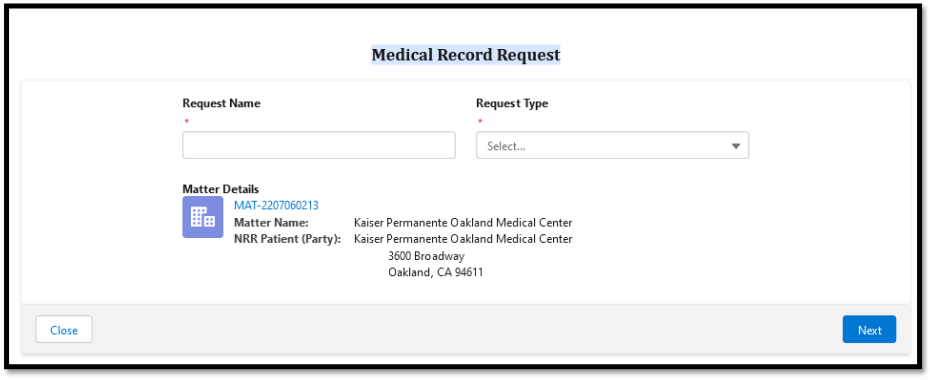 Medical Record Request
Request Name
Request Type
*
*
Select...
Matter Details
MAT-2207060213
Matter Name: Kaiser Permanente Oakland Medical Center
NRR Patient (Party): Kaiser Permanente Oakland Medical Center
3600 Broadway
Oakland, CA 94611
Close
Next